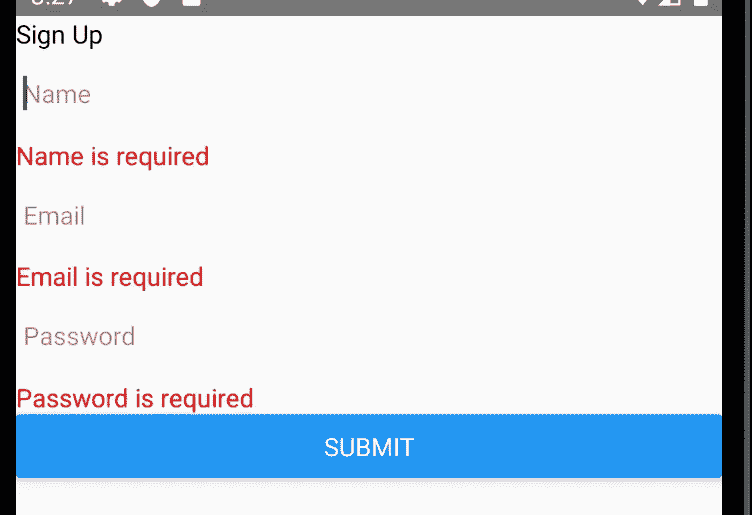 Sign Up
Name
Name is required
Email
Email is required
Password
Password is required
SUBMIT